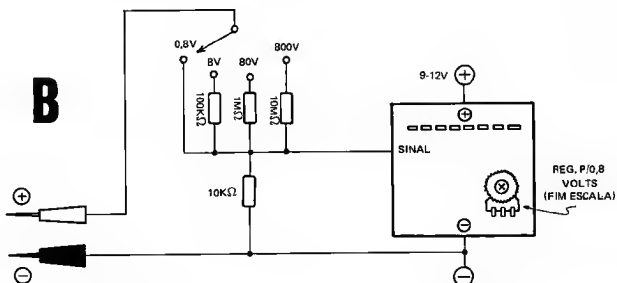 B
0,8V
8V
80V
800V
100KΩ
1MΩ
10MΩ
10KΩ
9-12V
SINAL
REG. P/0,8
VOLTS
(FIM ESCALA)